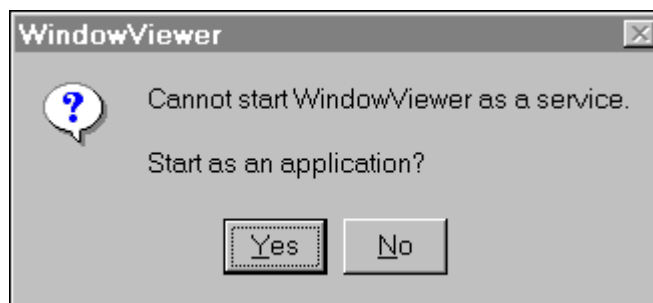 WindowViewer
Cannot start WindowViewer as a service.
Start as an application?
Yes No